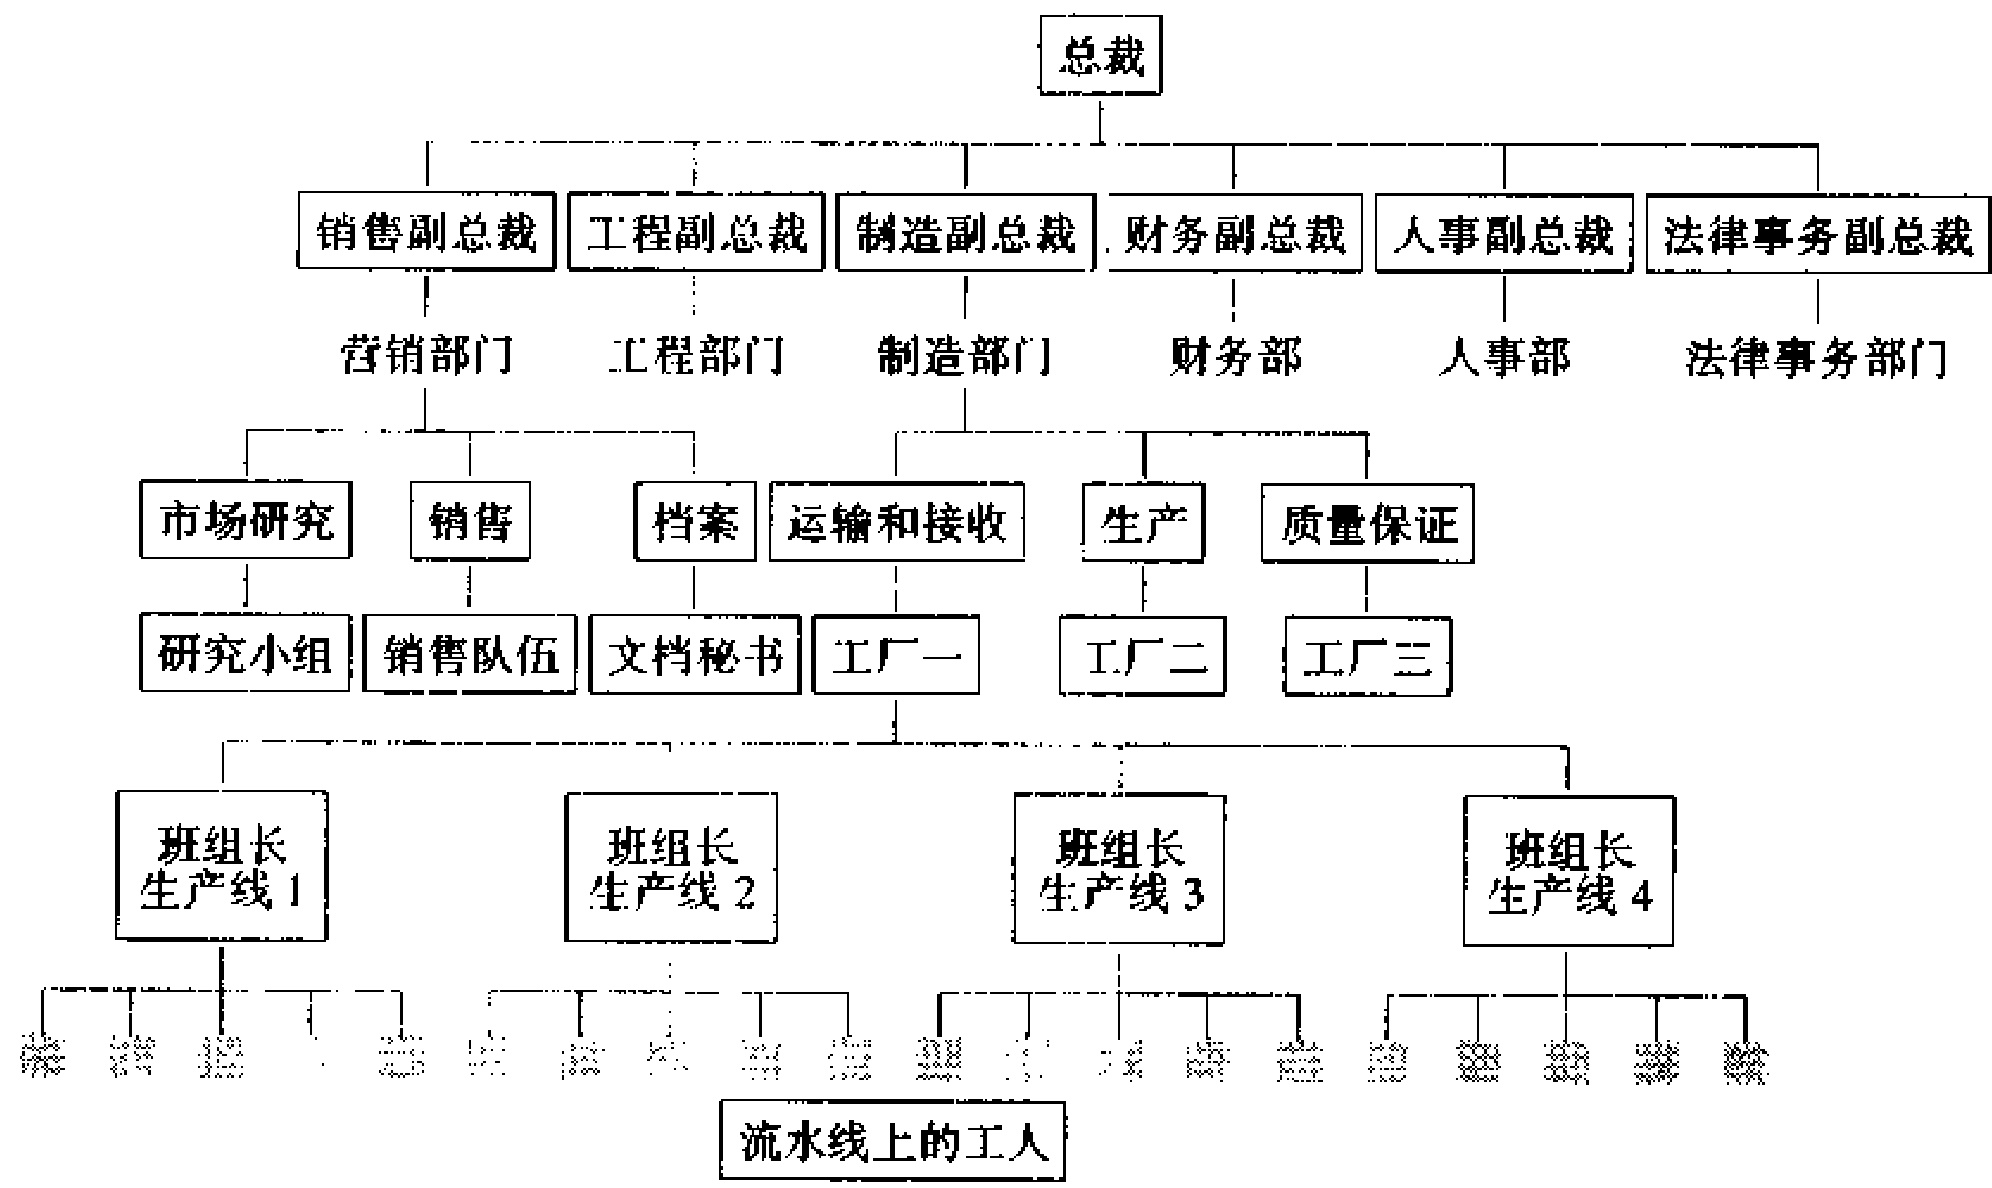 总裁
销售副总裁
工程副总裁
制造副总裁
财务副总裁
人事副总裁
法律事务副总裁
营销部门
工程部门
制造部门
财务部
人事部
法律事务部门
市场研究
销售
档案
运输和接收
生产
质量保证
研究小组
销售队伍
文档秘书
工厂一
工厂二
工厂三
班组长
生产线 1
班组长
生产线 2
班组长
生产线 3
班组长
生产线 4
流水线上的工人